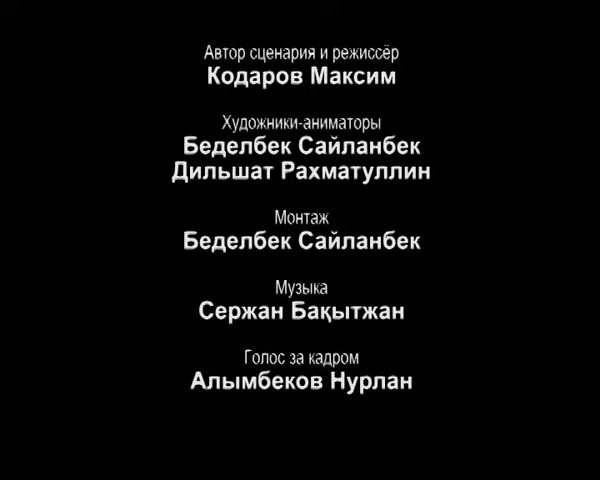 Автор сценария и режиссёр
Кодаров Максим
Художники-аниматоры
Беделбек Сайланбек
Дильшат Рахматуллин
Монтаж
Беделбек Сайланбек
Музыка
Сержан Бақытжан
Голос за кадром
Алымбеков Нурлан